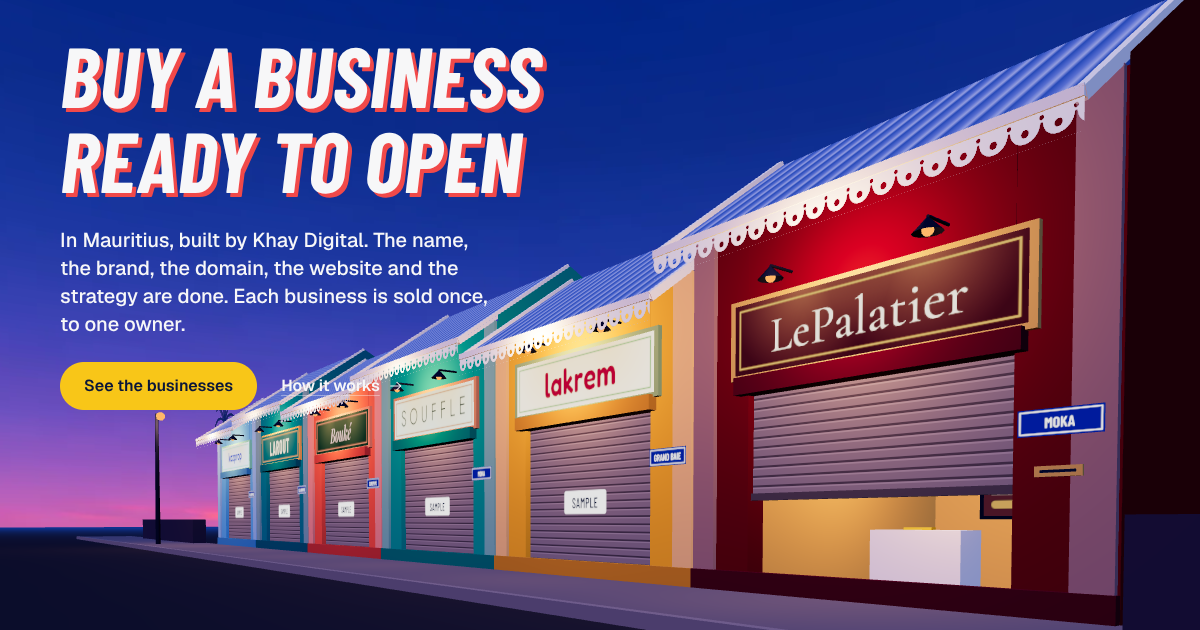 BUY A BUSINESS
READY TO OPEN
In Mauritius, built by Khay Digital. The name,
the brand, the domain, the website and the
strategy are done. Each business is sold once,
to one owner.
See the businesses
How it works →
LePalatier
MOKA
lakrem
GRAND BAIE
SAMPLE
SOUFFLE
SAMPLE
Bouké
SAMPLE
LAROUT